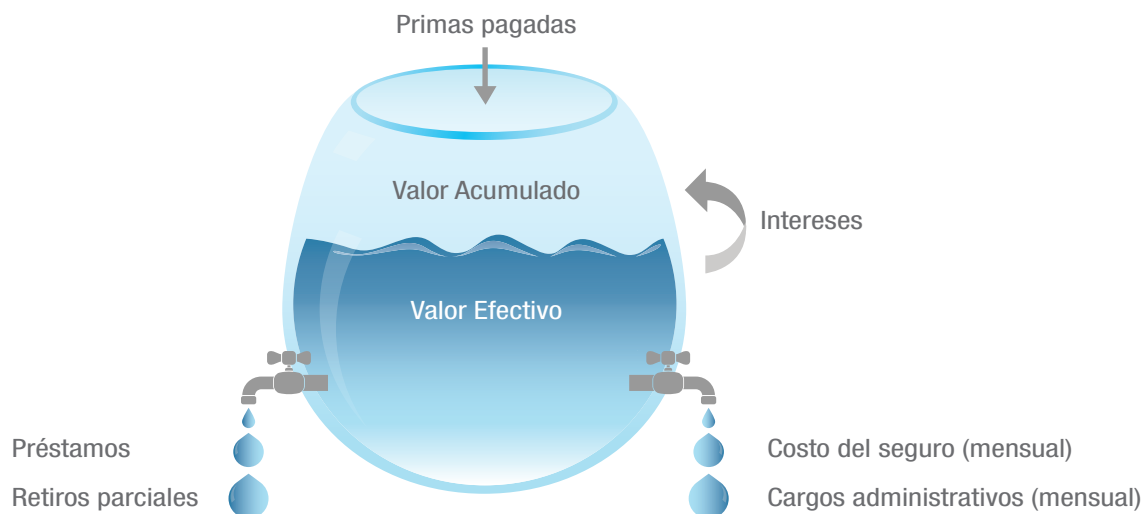 Primas pagadas
Valor Acumulado
Intereses
Valor Efectivo
Préstamos
Retiros parciales
Costo del seguro (mensual)
Cargos administrativos (mensual)